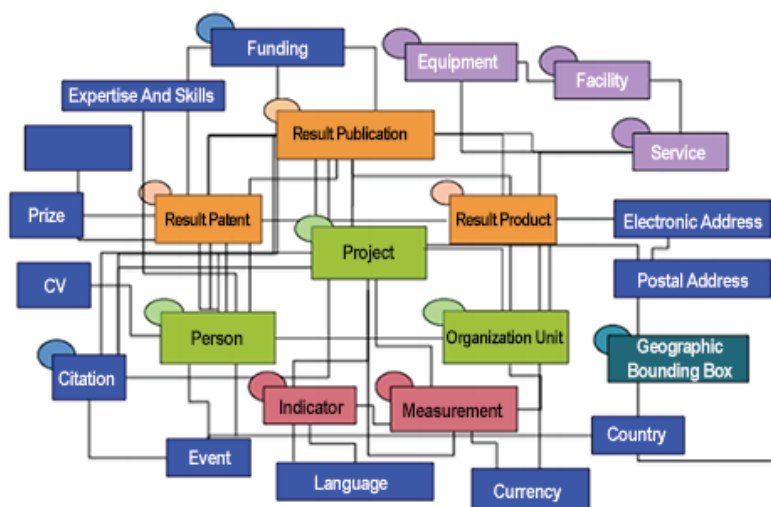 Funding
Equipment
Facility
Expertise And Skills
Result Publication
Service
Prize
Result Patent
Result Product
Electronic Address
Project
CV
Postal Address
Person
Organization Unit
Geographic
Bounding Box
Citation
Indicator
Measurement
Country
Event
Language
Currency